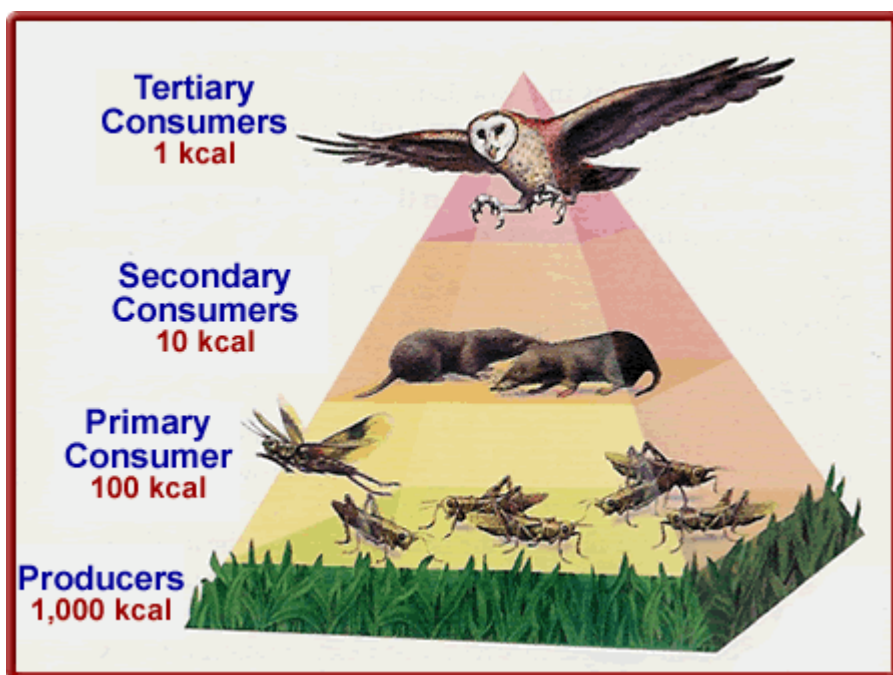 Tertiary
Consumers
1 kcal
Secondary
Consumers
10 kcal
Primary
Consumer
100 kcal
Producers
1,000 kcal